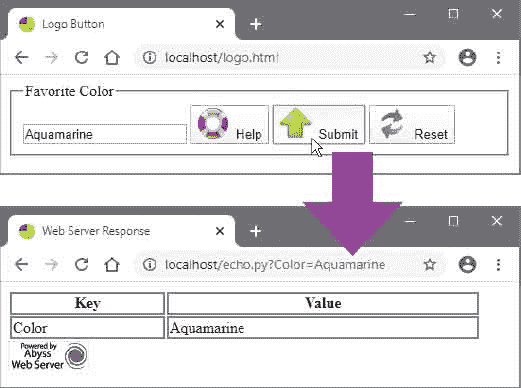 Logo Button
localhost/logo.html
Favorite Color
Aquamarine Help Submit Reset
Web Server Response
localhost/echo.py?Color=Aquamarine
Key Value
Color Aquamarine
Powered by
Abyss
Web Server